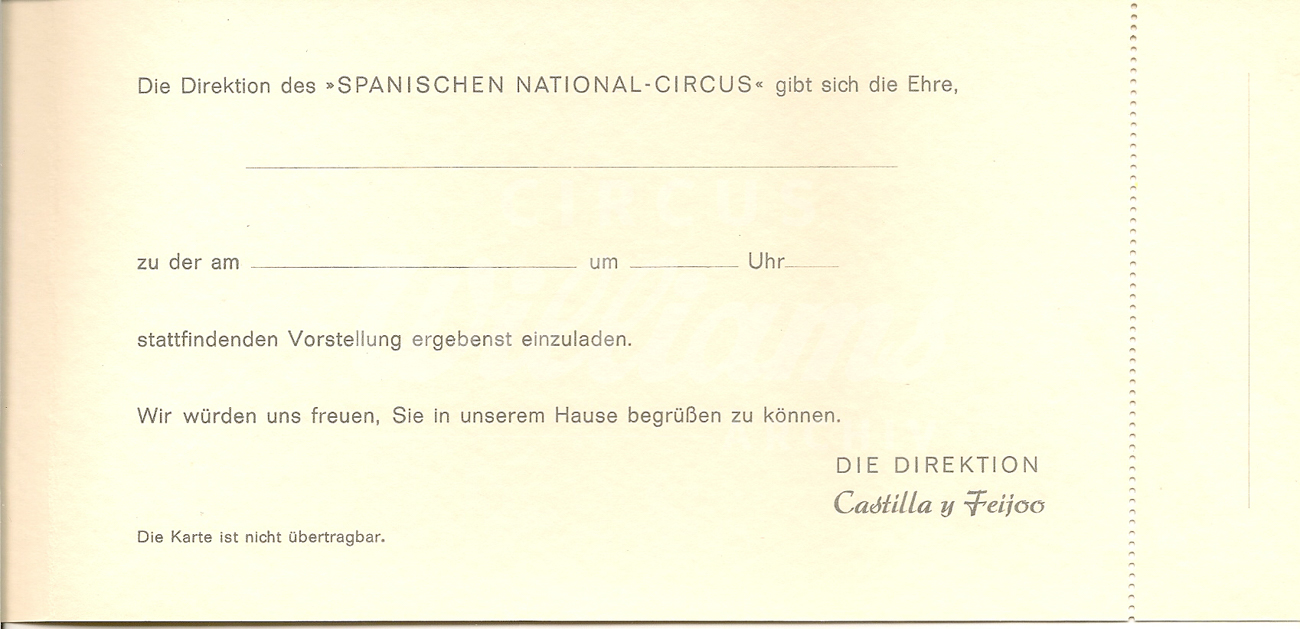 Die Direktion des »SPANISCHEN NATIONAL-CIRCUS« gibt sich die Ehre,
CIRCUS
zu der am um Uhr
stattfindenden Vorstellung ergebenst einzuladen.
Wir würden uns freuen, Sie in unserem Hause begrüßen zu können.
DIE DIREKTION
Castilla y Feijoo
Die Karte ist nicht übertragbar.